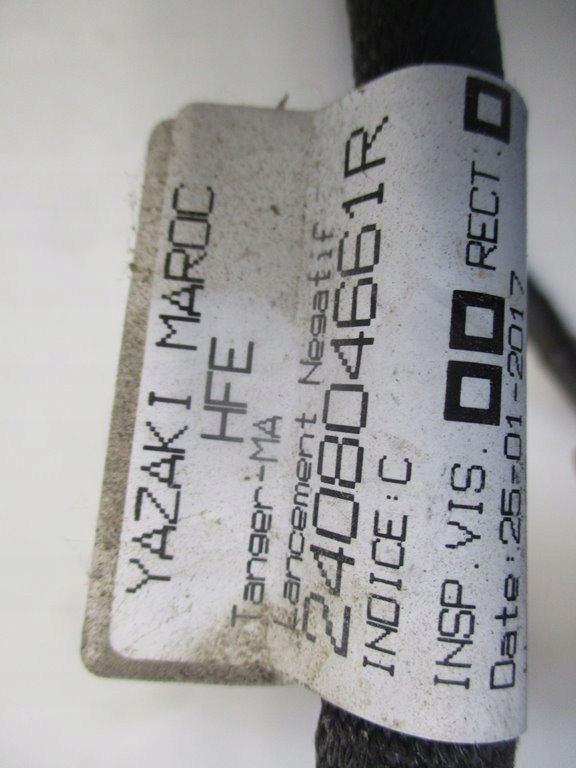 YAZAKI MAROC
HFE
Tanger-MA
Lancement Negatif
240804661R
INDICE:C
INSP.VIS. RECT:
Date: 25-01-2017